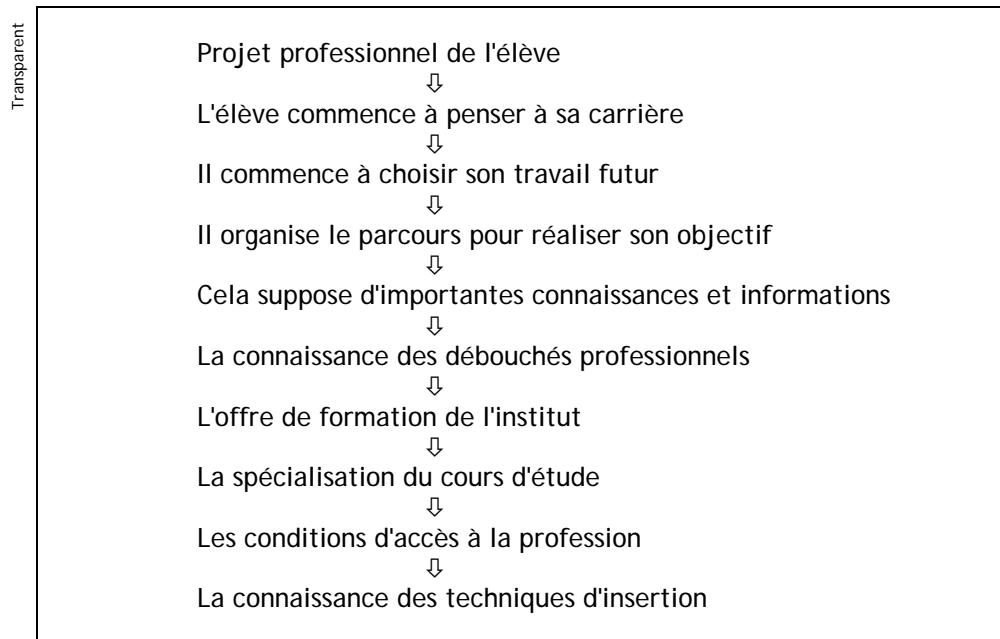 Transparent
Projet professionnel de l'élève
⇩
L'élève commence à penser à sa carrière
⇩
Il commence à choisir son travail futur
⇩
Il organise le parcours pour réaliser son objectif
⇩
Cela suppose d'importantes connaissances et informations
⇩
La connaissance des débouchés professionnels
⇩
L'offre de formation de l'institut
⇩
La spécialisation du cours d'étude
⇩
Les conditions d'accès à la profession
⇩
La connaissance des techniques d'insertion